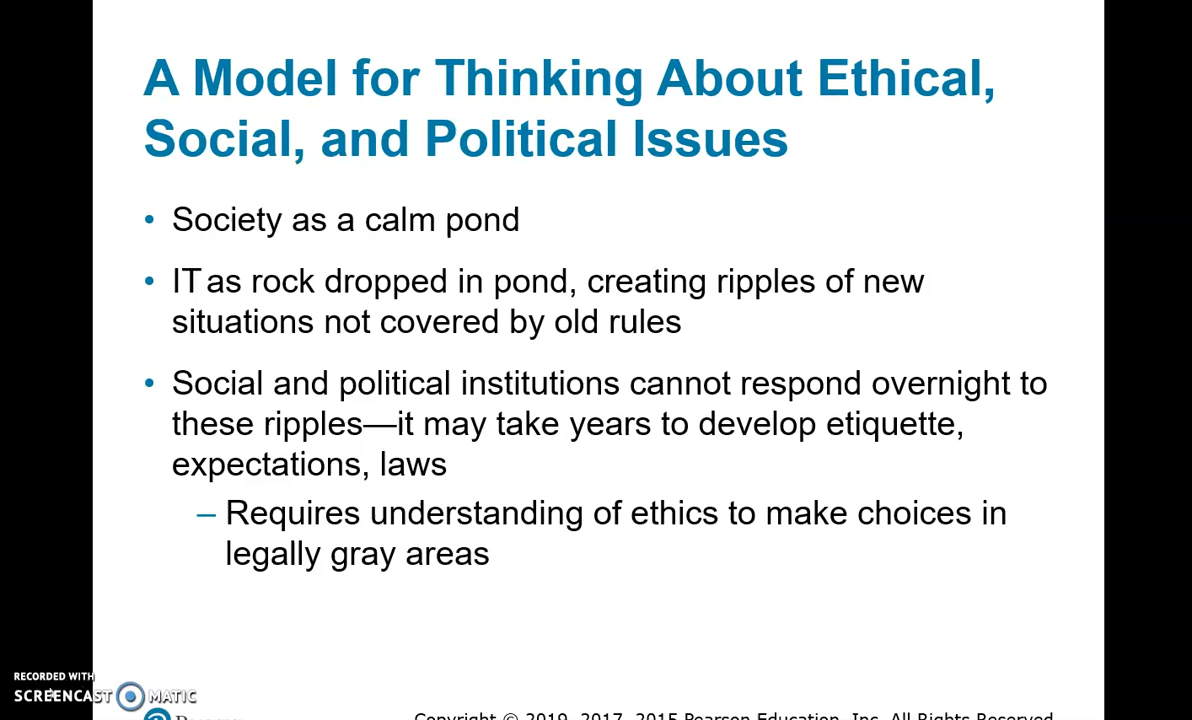 A Model for Thinking About Ethical,
Social, and Political Issues
• Society as a calm pond
• IT as rock dropped in pond, creating ripples of new
situations not covered by old rules
• Social and political institutions cannot respond overnight to
these ripples—it may take years to develop etiquette,
expectations, laws
– Requires understanding of ethics to make choices in
legally gray areas
RECORDED WITH
SCREENCAST MATIC
Copyright © 2019, 2017, 2015 Pearson Education, Inc. All Rights Reserved